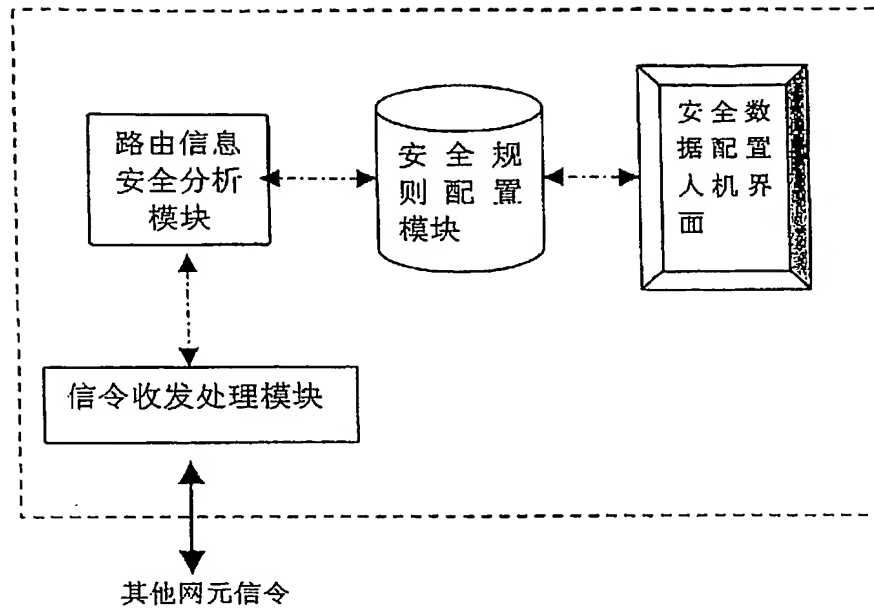 路由信息
安全分析
模块
安全规
则配置
模块
安全数
据配置
人机界
面
信令收发处理模块
其他网元信令